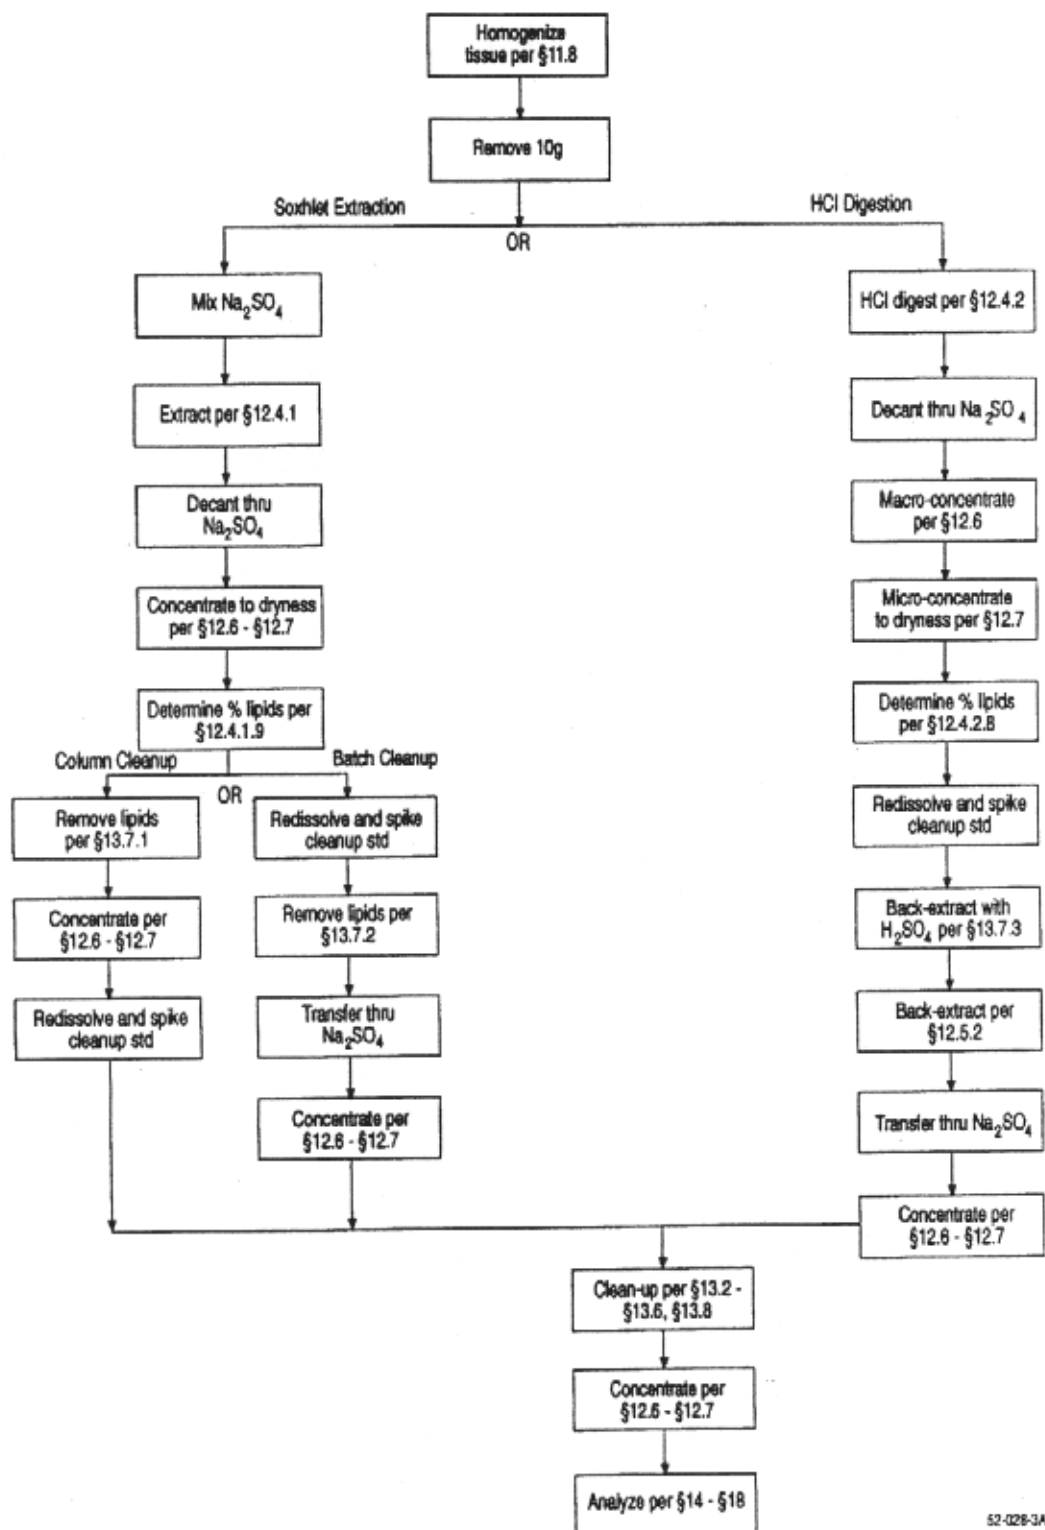 Homogenize
tissue per §11.8
Remove 10g
Soxhlet Extraction
HCl Digestion
OR
Mix Na2SO4
Extract per §12.4.1
Decant thru
Na2SO4
Concentrate to dryness
per §12.6 - §12.7
Determine % lipids per
§12.4.1.9
Column Cleanup
Batch Cleanup
OR
Remove lipids
per §13.7.1
Concentrate per
§12.6 - §12.7
Redissolve and spike
cleanup std
Redissolve and spike
cleanup std
Remove lipids per
§13.7.2
Transfer thru
Na2SO4
Concentrate per
§12.6 - §12.7
HCl digest per §12.4.2
Decant thru Na2SO4
Macro-concentrate
per §12.6
Micro-concentrate
to dryness per §12.7
Determine % lipids
per §12.4.2.8
Redissolve and spike
cleanup std
Back-extract with
H2SO4 per §13.7.3
Back-extract per
§12.5.2
Transfer thru Na2SO4
Concentrate per
§12.6 - §12.7
Clean-up per §13.2 -
§13.6, §13.8
Concentrate per
§12.6 - §12.7
Analyze per §14 - §18
52-028-3A